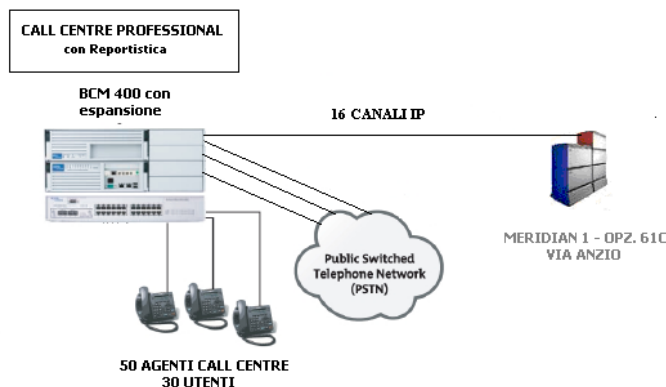 CALL CENTRE PROFESSIONAL
con Reportistica
BCM 400 con
espansione
16 CANALI IP
MERIDIAN 1 - OPZ. 61C
VIA ANZIO
Public Switched
Telephone Network
(PSTN)
50 AGENTI CALL CENTRE
30 UTENTI